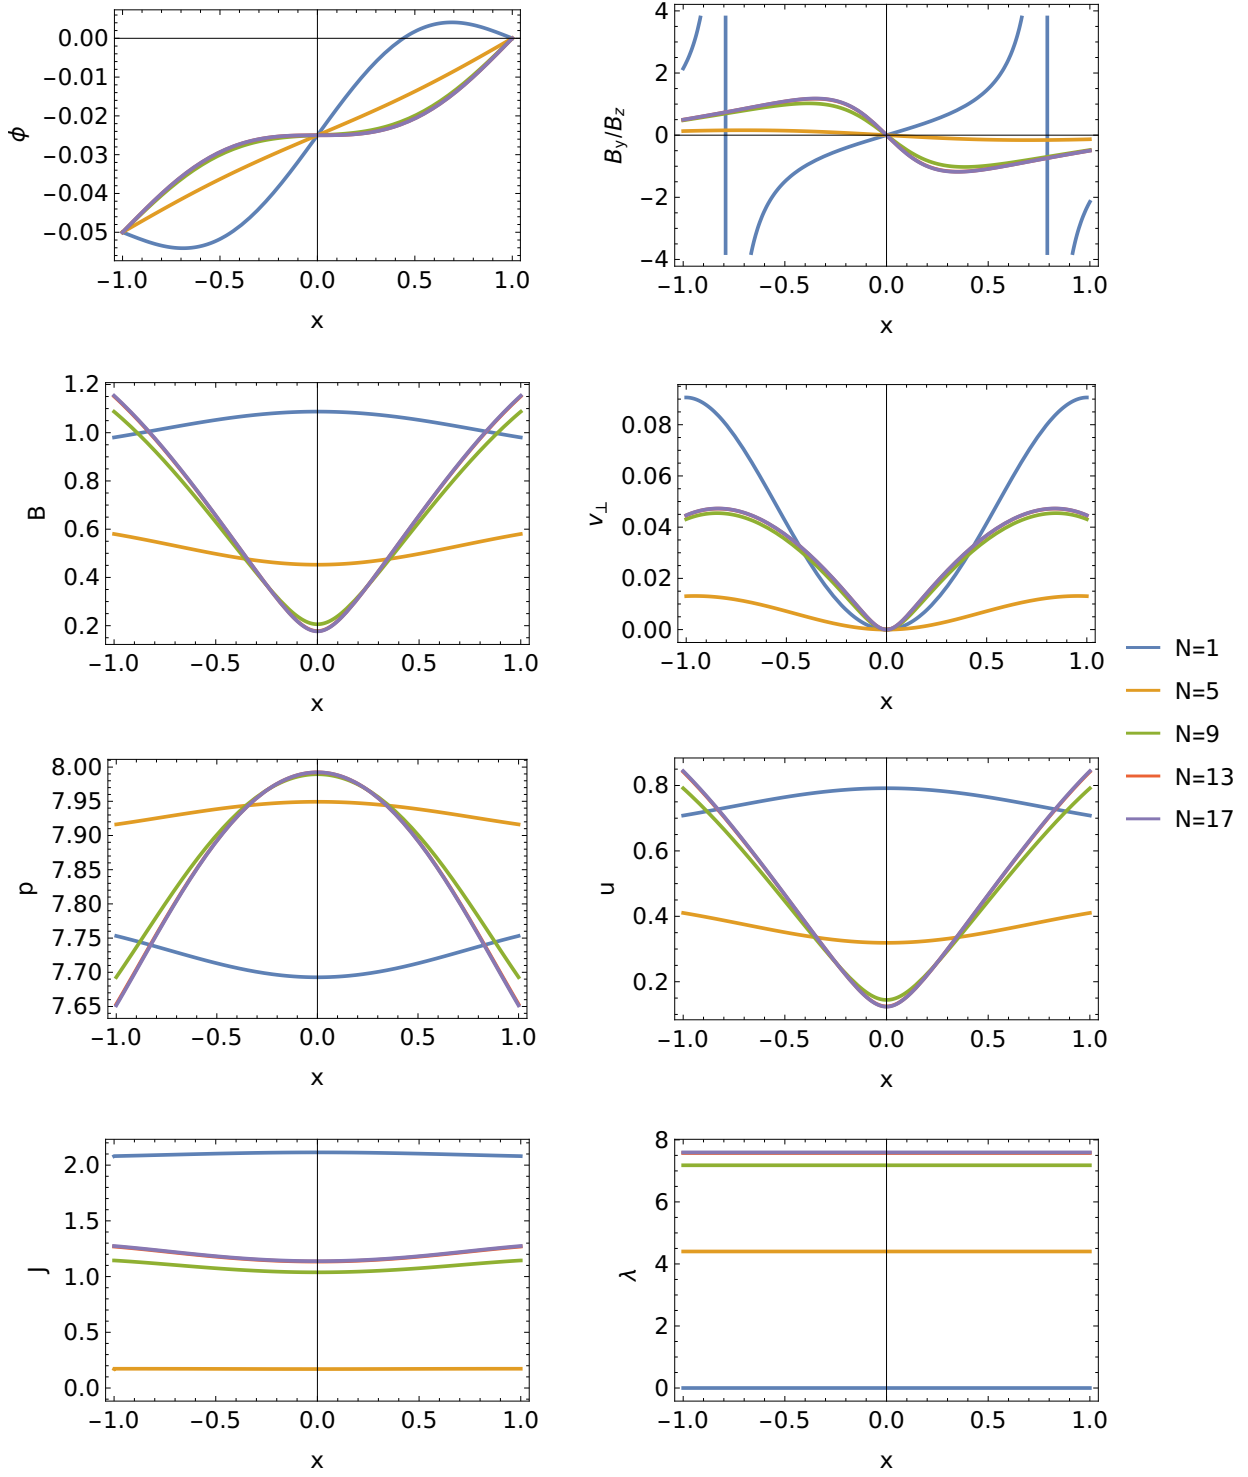 0.00
−0.01
−0.02
−0.03
−0.04
−0.05
ϕ
−1.0 −0.5 0.0 0.5 1.0
x
4
2
0
−2
−4
B_y/B_z
−1.0 −0.5 0.0 0.5 1.0
x
1.2
1.0
0.8
0.6
0.4
0.2
B
−1.0 −0.5 0.0 0.5 1.0
x
0.08
0.06
0.04
0.02
0.00
v_⊥
−1.0 −0.5 0.0 0.5 1.0
x
N=1
N=5
N=9
N=13
N=17
8.00
7.95
7.90
7.85
7.80
7.75
7.70
7.65
p
−1.0 −0.5 0.0 0.5 1.0
x
0.8
0.6
0.4
0.2
u
−1.0 −0.5 0.0 0.5 1.0
x
2.0
1.5
1.0
0.5
0.0
J
−1.0 −0.5 0.0 0.5 1.0
x
8
6
4
2
0
λ
−1.0 −0.5 0.0 0.5 1.0
x